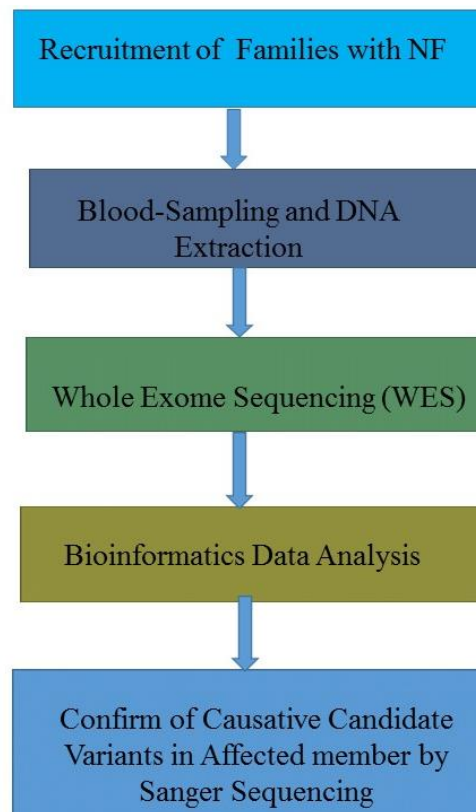 Recruitment of Families with NF
Blood-Sampling and DNA
Extraction
Whole Exome Sequencing (WES)
Bioinformatics Data Analysis
Confirm of Causative Candidate
Variants in Affected member by
Sanger Sequencing